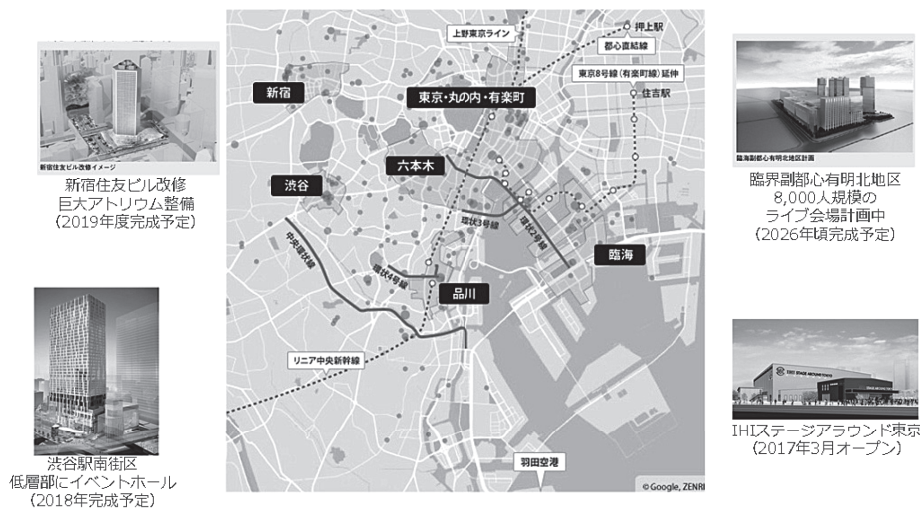 新宿住友ビル改修イメージ
新宿住友ビル改修
巨大アトリウム整備
（2019年度完成予定）
渋谷駅南街区
低層部にイベントホール
（2018年完成予定）
上野東京ライン
押上駅
都心直結線
東京8号線（有楽町線）延伸
住吉駅
新宿
東京・丸の内・有楽町
六本木
渋谷
環状3号線
環状2号線
中央環状線
環状4号線
臨海
品川
リニア中央新幹線
羽田空港
©Google, ZENRI
臨海副都心有明北地区計画
臨界副都心有明北地区
8,000人規模の
ライブ会場計画中
（2026年頃完成予定）
IHIステージアラウンド東京
（2017年3月オープン）